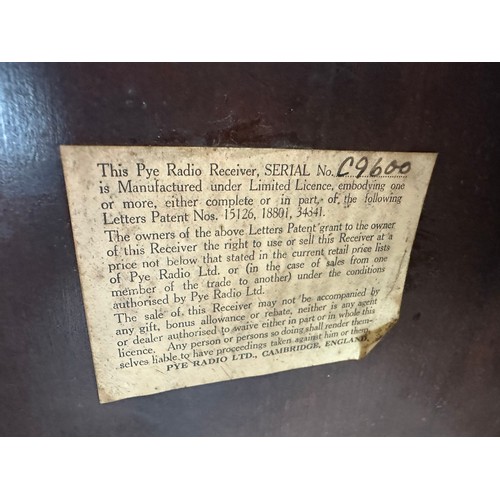 This Pye Radio Receiver, SERIAL No. C9600
is Manufactured under Limited Licence, embodying one
or more, either complete or in part, of the following
Letters Patent Nos. 15126, 18801, 34341.
The owners of the above Letters Patent grant to the owner
of this Receiver the right to use or sell this Receiver at a
price not below that stated in the current retail price lists
of Pye Radio Ltd. or (in the case of sales from one
member of the trade to another) under the conditions
authorised by Pye Radio Ltd.
The sale of this Receiver may not be accompanied by
any gift, bonus allowance or rebate, neither is any agent
or dealer authorised to waive either in part or in whole this
licence. Any person or persons so doing shall render them-
selves liable to have proceedings taken against him or them.
PYE RADIO LTD., CAMBRIDGE, ENGLAND.